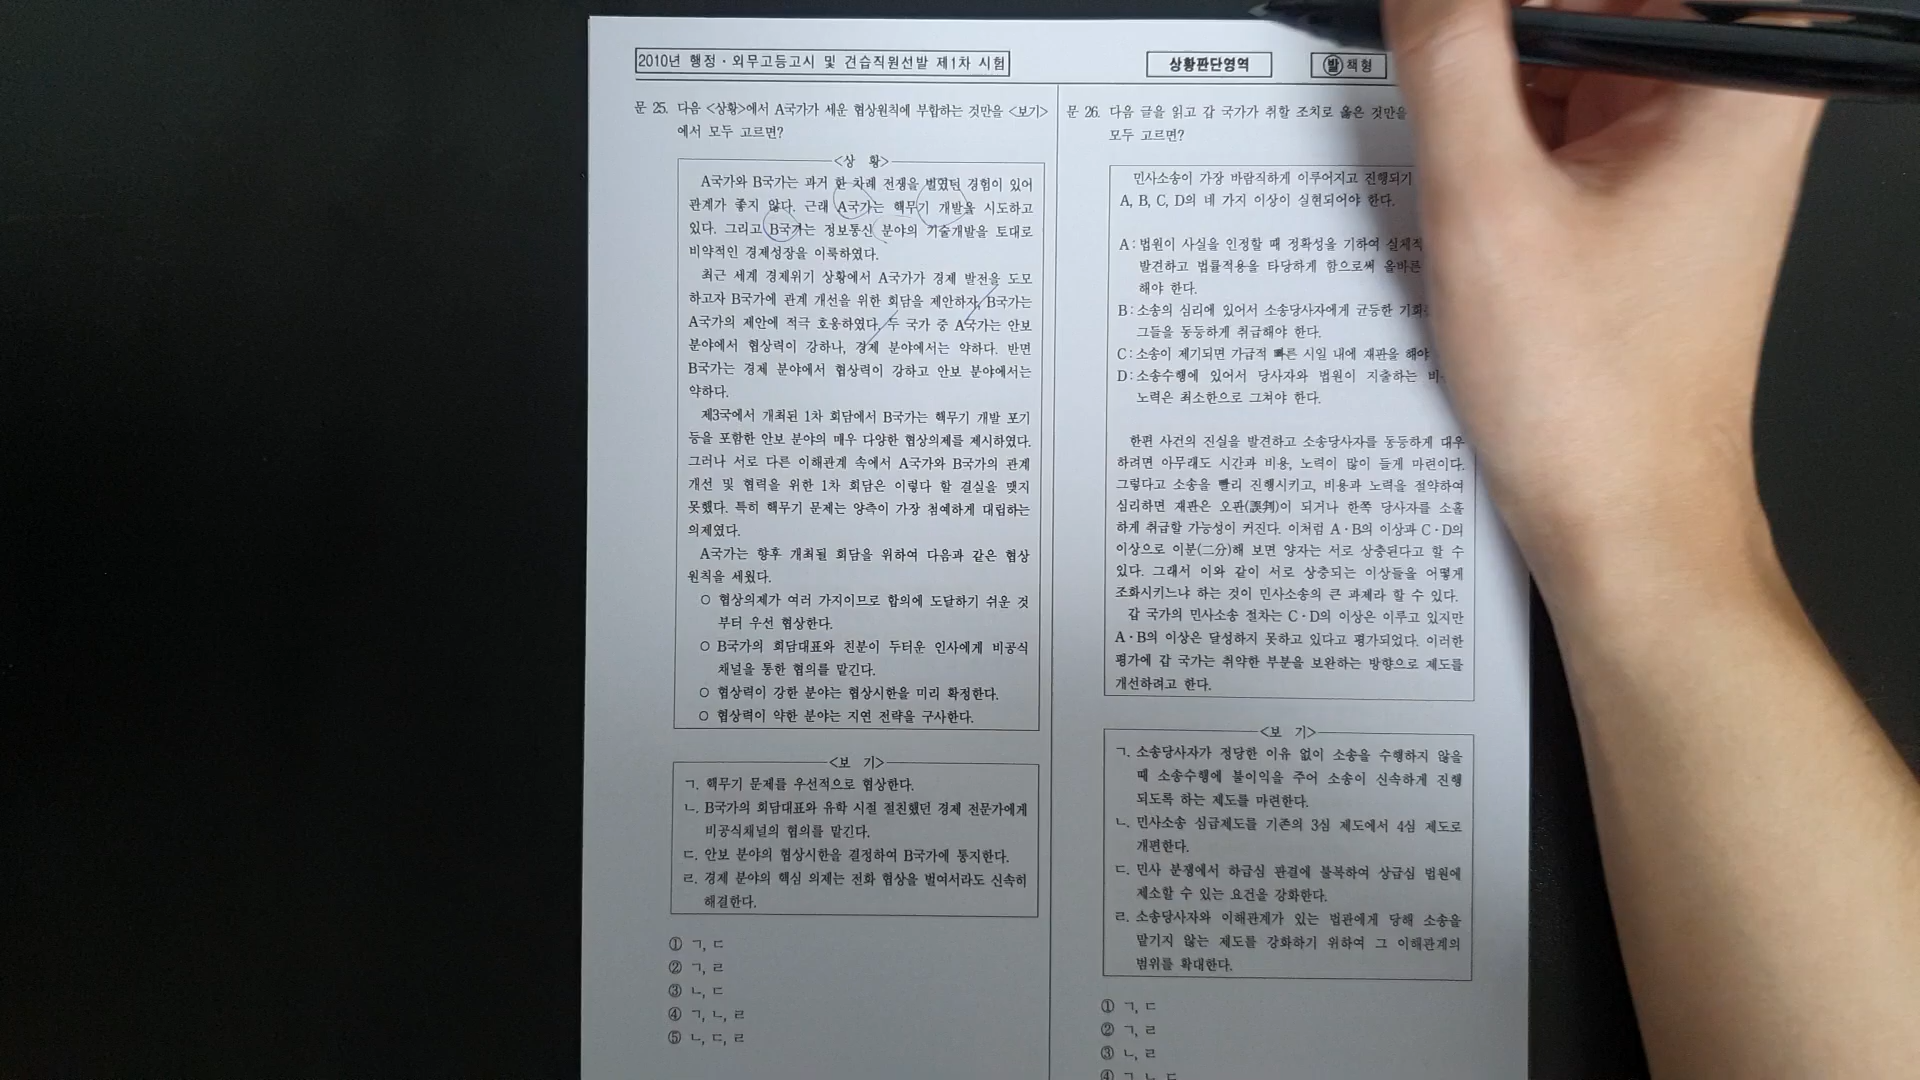 2010년 행정·외무고등고시 및 견습직원선발 제1차 시험
상황판단영역
발 책형
문 25. 다음 <상황>에서 A국가가 세운 협상원칙에 부합하는 것만을 <보기>
에서 모두 고르면?
<상 황>
A국가와 B국가는 과거 한 차례 전쟁을 벌였던 경험이 있어
관계가 좋지 않다. 근래 A국가는 핵무기 개발을 시도하고
있다. 그리고 B국가는 정보통신 분야의 기술개발을 토대로
비약적인 경제성장을 이룩하였다.
최근 세계 경제위기 상황에서 A국가가 경제 발전을 도모
하고자 B국가에 관계 개선을 위한 회담을 제안하자, B국가는
A국가의 제안에 적극 호응하였다. 두 국가 중 A국가는 안보
분야에서 협상력이 강하나, 경제 분야에서는 약하다. 반면
B국가는 경제 분야에서 협상력이 강하고 안보 분야에서는
약하다.
제3국에서 개최된 1차 회담에서 B국가는 핵무기 개발 포기
등을 포함한 안보 분야의 매우 다양한 협상의제를 제시하였다.
그러나 서로 다른 이해관계 속에서 A국가와 B국가의 관계
개선 및 협력을 위한 1차 회담은 이렇다 할 결실을 맺지
못했다. 특히 핵무기 문제는 양측이 가장 첨예하게 대립하는
의제였다.
A국가는 향후 개최될 회담을 위하여 다음과 같은 협상
원칙을 세웠다.
○ 협상의제가 여러 가지이므로 합의에 도달하기 쉬운 것
부터 우선 협상한다.
○ B국가의 회담대표와 친분이 두터운 인사에게 비공식
채널을 통한 협의를 맡긴다.
○ 협상력이 강한 분야는 협상시한을 미리 확정한다.
○ 협상력이 약한 분야는 지연 전략을 구사한다.
<보 기>
ㄱ. 핵무기 문제를 우선적으로 협상한다.
ㄴ. B국가의 회담대표와 유학 시절 절친했던 경제 전문가에게
비공식채널의 협의를 맡긴다.
ㄷ. 안보 분야의 협상시한을 결정하여 B국가에 통지한다.
ㄹ. 경제 분야의 핵심 의제는 전화 협상을 벌여서라도 신속히
해결한다.
① ㄱ, ㄷ
② ㄱ, ㄹ
③ ㄴ, ㄷ
④ ㄱ, ㄴ, ㄹ
⑤ ㄴ, ㄷ, ㄹ
문 26. 다음 글을 읽고 갑 국가가 취할 조치로 옳은 것만을
모두 고르면?
민사소송이 가장 바람직하게 이루어지고 진행되기
A, B, C, D의 네 가지 이상이 실현되어야 한다.
A : 법원이 사실을 인정할 때 정확성을 기하여 실체적
발견하고 법률적용을 타당하게 함으로써 올바른
해야 한다.
B : 소송의 심리에 있어서 소송당사자에게 균등한
그들을 동등하게 취급해야 한다.
C : 소송이 제기되면 가급적 빠른 시일 내에 재판을 해야
D : 소송수행에 있어서 당사자와 법원이 지출하는
노력은 최소한으로 그쳐야 한다.
한편 사건의 진실을 발견하고 소송당사자를 동등하게 대우
하려면 아무래도 시간과 비용, 노력이 많이 들게 마련이다.
그렇다고 소송을 빨리 진행시키고, 비용과 노력을 절약하여
심리하면 재판은 오판(誤判)이 되거나 한쪽 당사자를 소홀
하게 취급할 가능성이 커진다. 이처럼 A·B의 이상과 C·D의
이상으로 이분(二分)해 보면 양자는 서로 상충된다고 할 수
있다. 그래서 이와 같이 서로 상충되는 이상들을 어떻게
조화시키느냐 하는 것이 민사소송의 큰 과제라 할 수 있다.
갑 국가의 민사소송 절차는 C·D의 이상은 이루고 있지만
A·B의 이상은 달성하지 못하고 있다고 평가되었다. 이러한
평가에 갑 국가는 취약한 부분을 보완하는 방향으로 제도를
개선하려고 한다.
<보 기>
ㄱ. 소송당사자가 정당한 이유 없이 소송을 수행하지 않을
때 소송수행에 불이익을 주어 소송이 신속하게 진행
되도록 하는 제도를 마련한다.
ㄴ. 민사소송 심급제도를 기존의 3심 제도에서 4심 제도로
개편한다.
ㄷ. 민사 분쟁에서 하급심 판결에 불복하여 상급심 법원에
제소할 수 있는 요건을 강화한다.
ㄹ. 소송당사자와 이해관계가 있는 법관에게 당해 소송을
맡기지 않는 제도를 강화하기 위하여 그 이해관계의
범위를 확대한다.
① ㄱ, ㄷ
② ㄱ, ㄹ
③ ㄴ, ㄹ
④ ㄱ, ㄴ, ㄷ